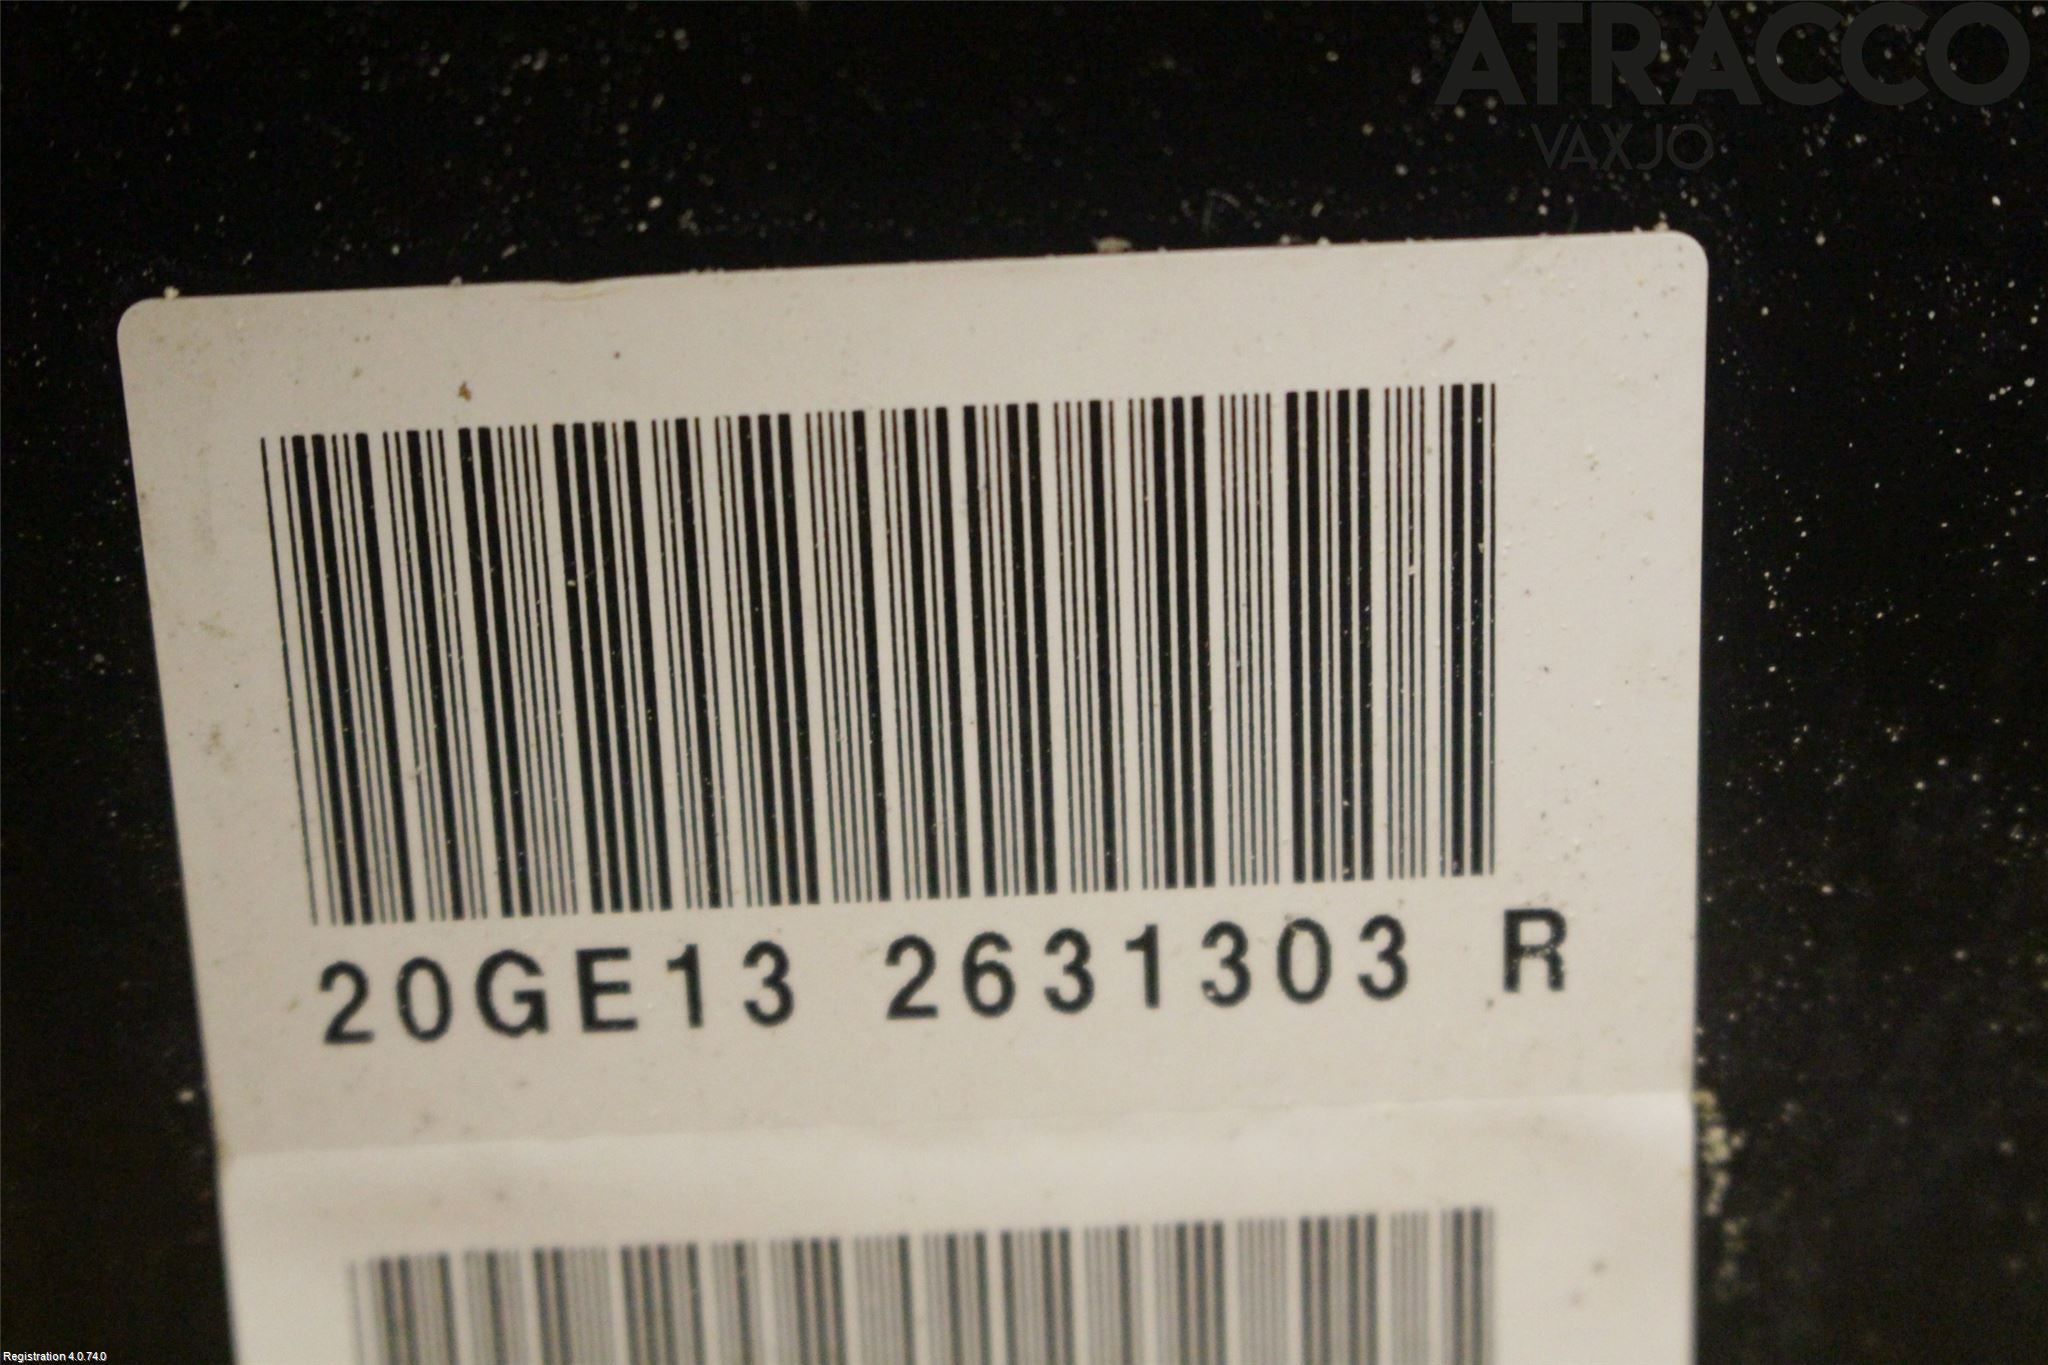 ATRACCO
VAXJO
20GE13 2631303 R
Registration 4.0.74.0